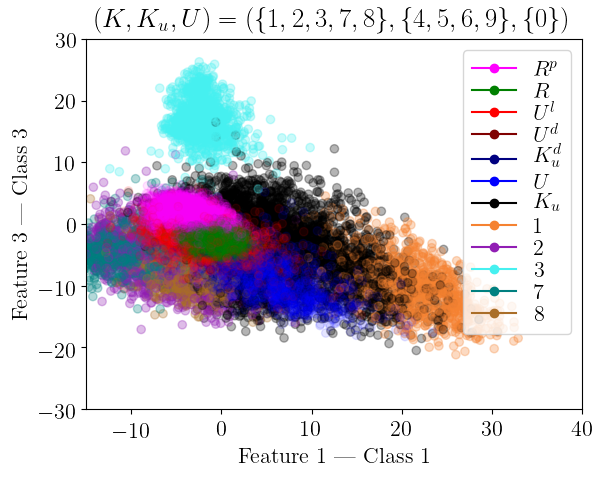 (K, K_u, U) = ({1, 2, 3, 7, 8}, {4, 5, 6, 9}, {0})
30
20
10
0
−10
−20
−30
Feature 3 — Class 3
R^p
R
U^l
U^d
K_u^d
U
K_u
1
2
3
7
8
−10 0 10 20 30 40
Feature 1 — Class 1